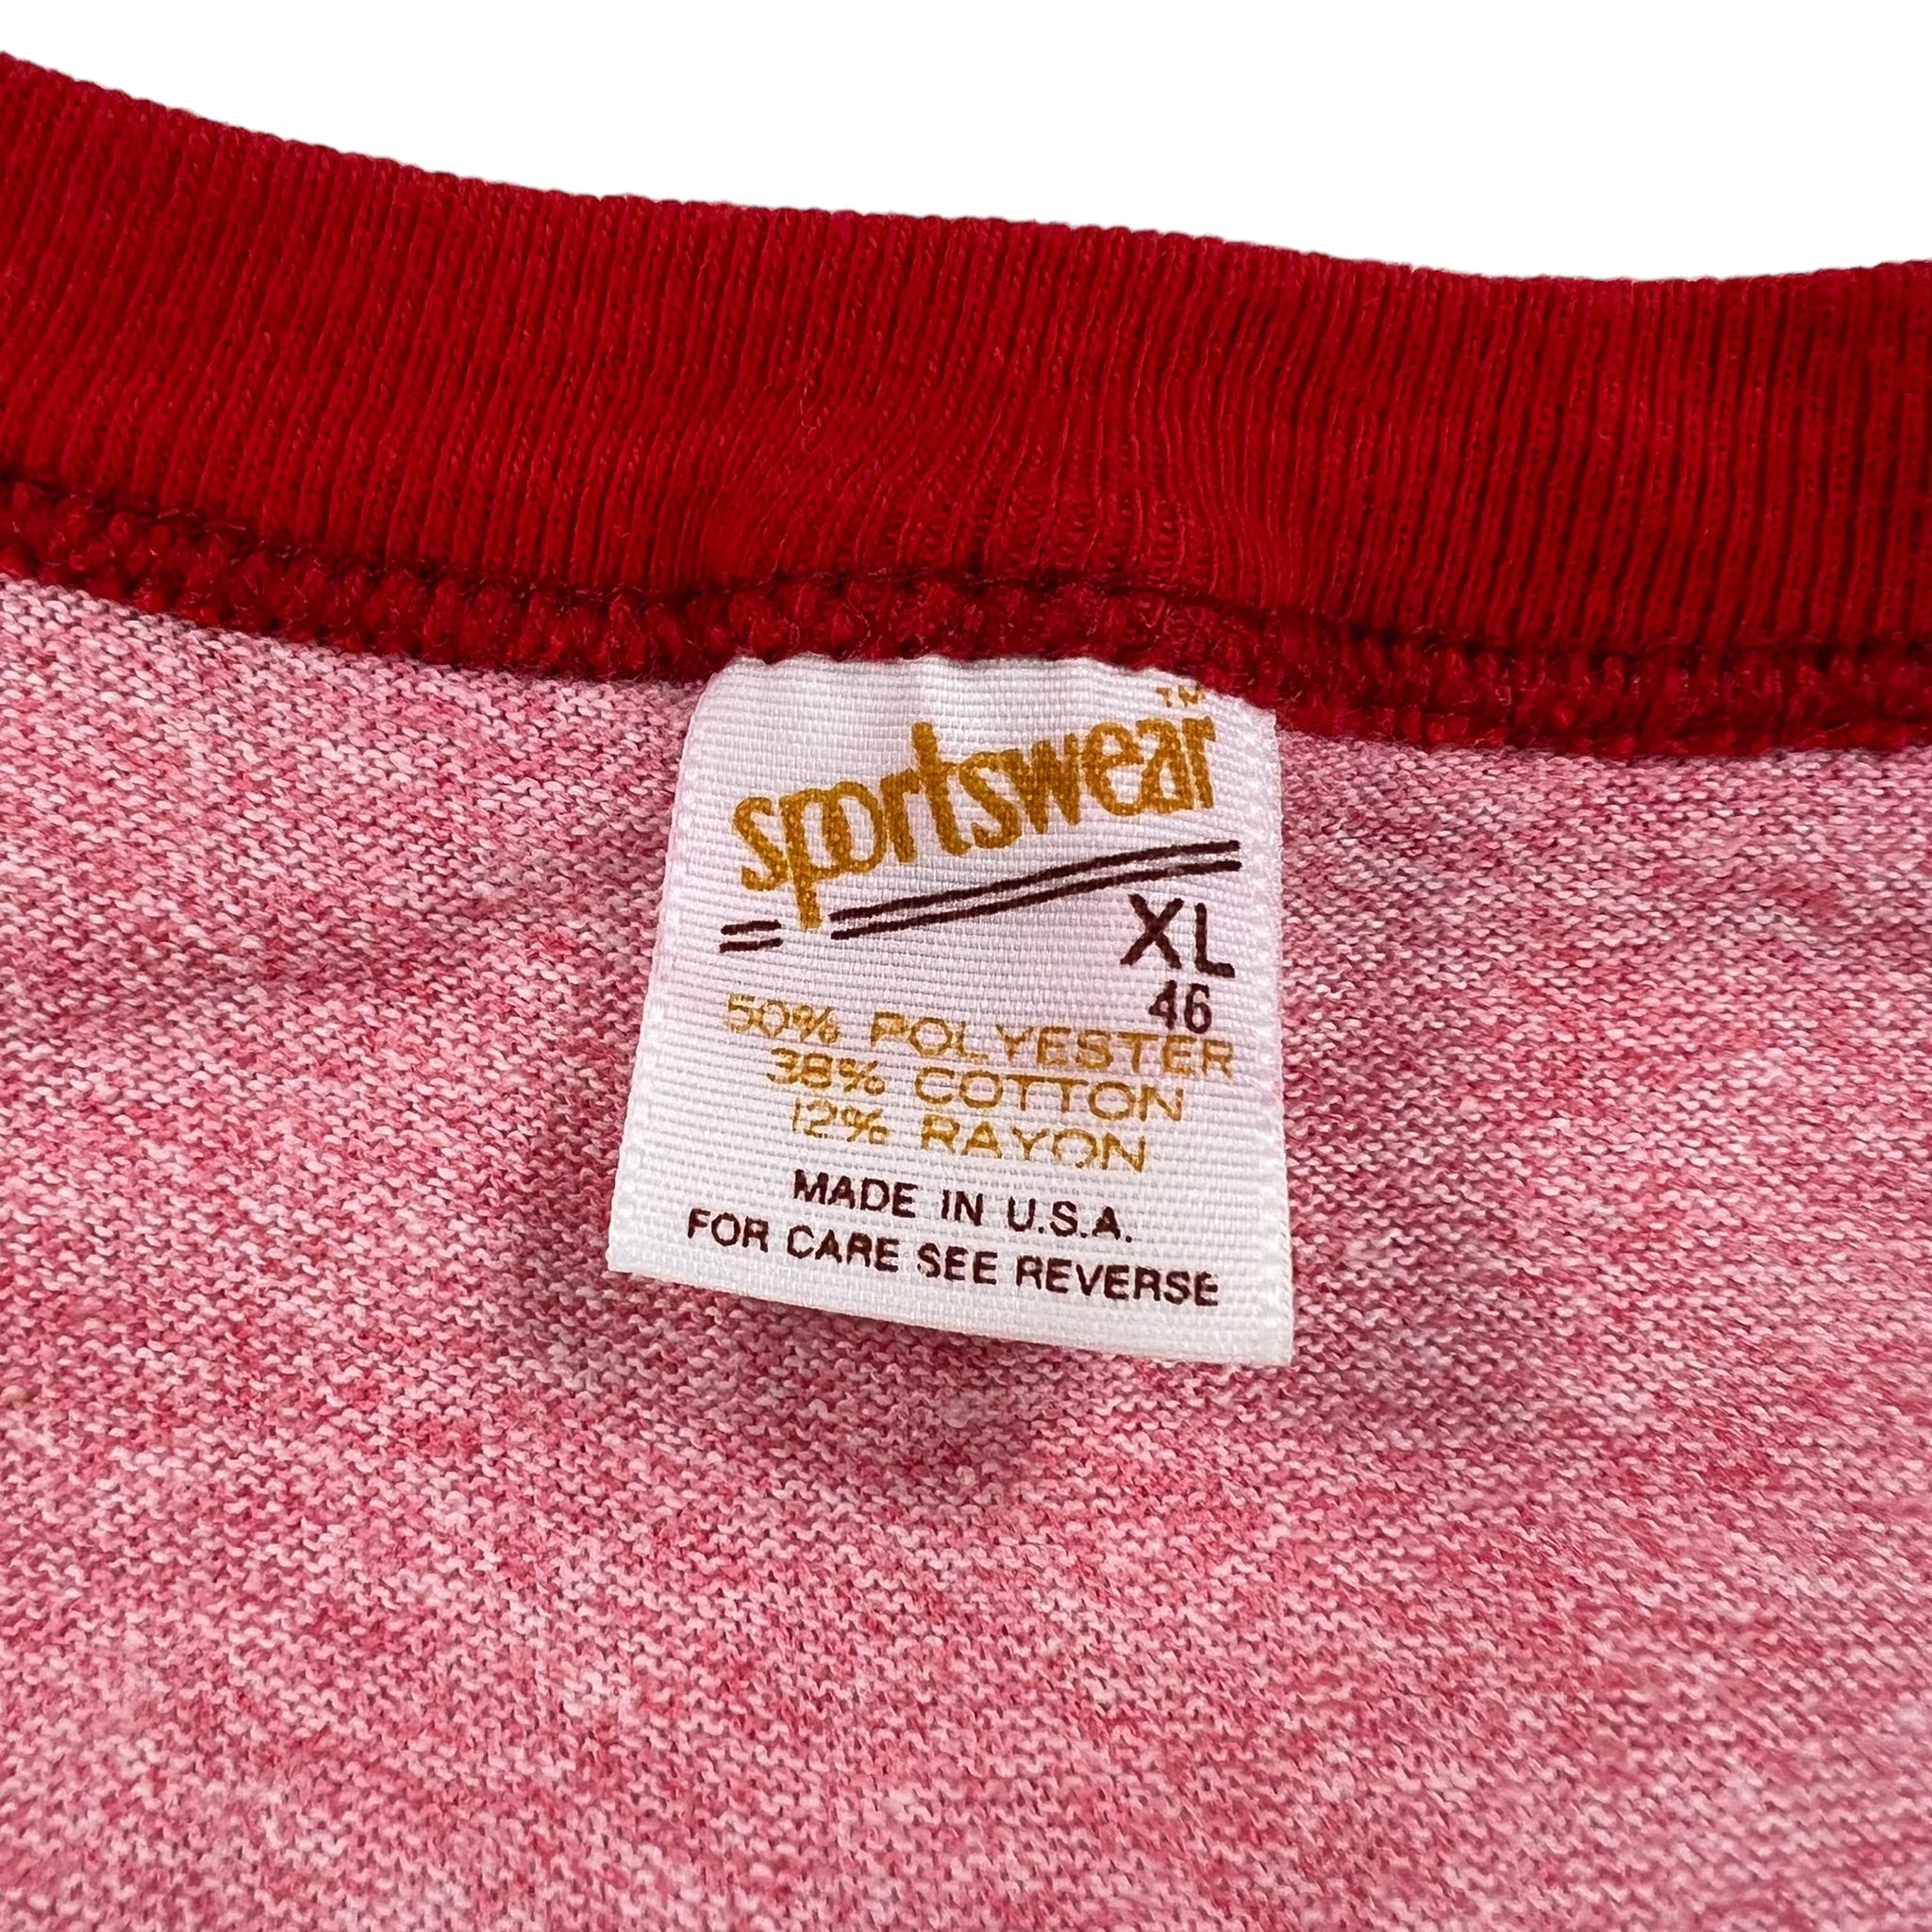 TM
sportswear
XL
46
50% POLYESTER
38% COTTON
12% RAYON
MADE IN U.S.A.
FOR CARE SEE REVERSE